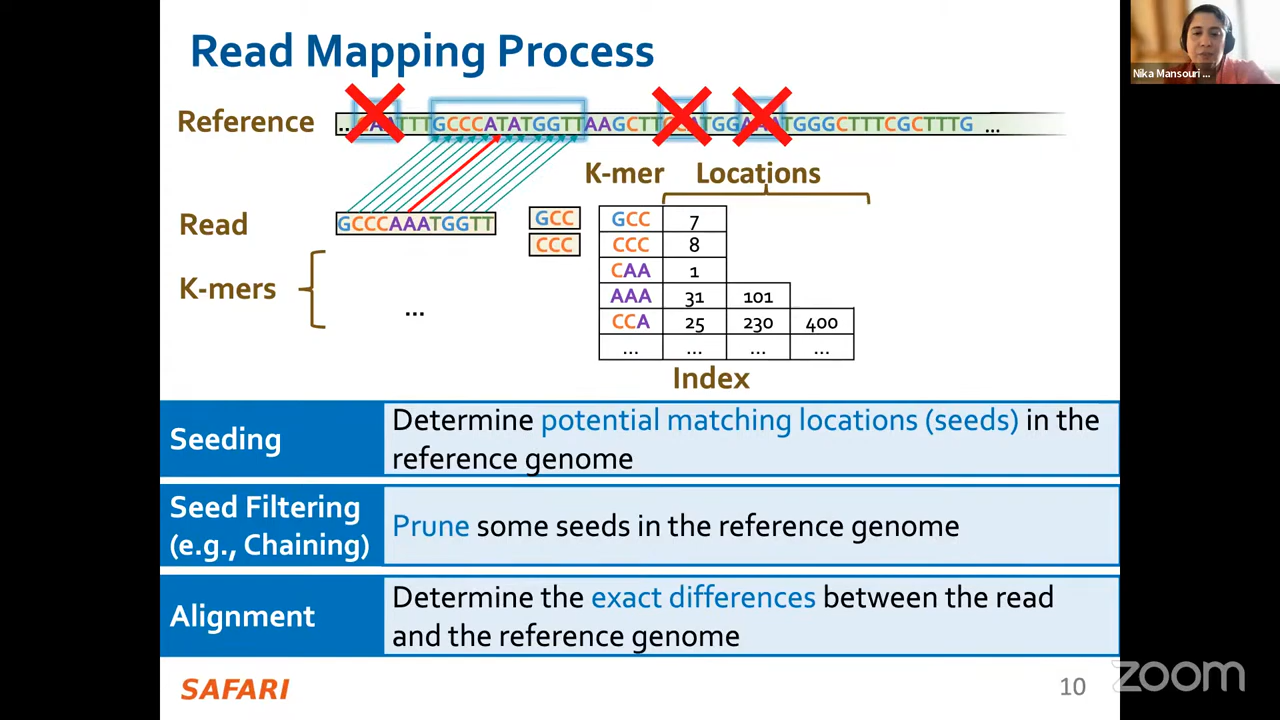 Read Mapping Process
Nika Mansouri ...
Reference
TTTGCCCATATGGTTAAGCTT
TGG
TGGGCTTTCGCTTTG ...
K-mer Locations
Read
GCCCAAATGGTT
GCC
CCC
K-mers
...
GCC 7
CCC 8
CAA 1
AAA 31 101
CCA 25 230 400
... ... ... ...
Index
Seeding
Determine potential matching locations (seeds) in the
reference genome
Seed Filtering
(e.g., Chaining)
Prune some seeds in the reference genome
Alignment
Determine the exact differences between the read
and the reference genome
SAFARI
10
zoom